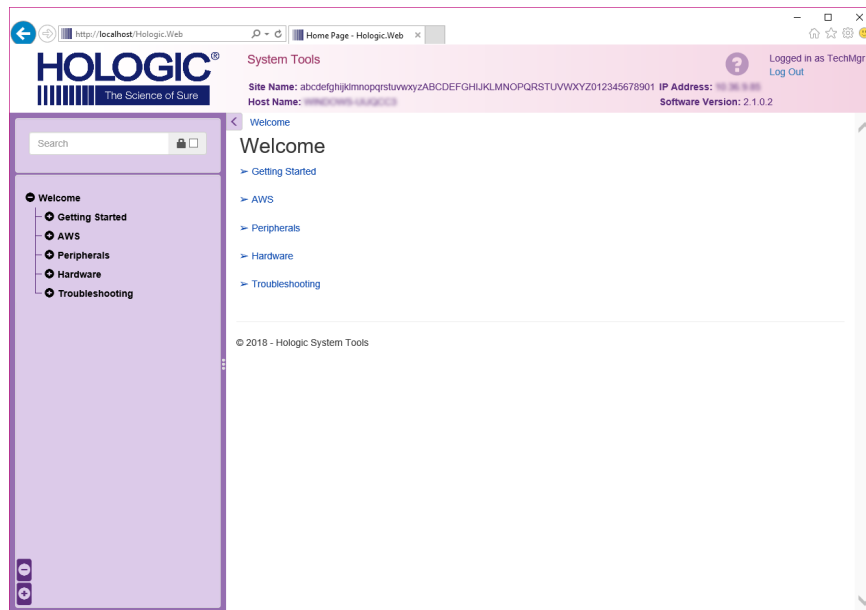 http://localhost/Hologic.Web
Home Page - Hologic.Web
HOLOGIC®
The Science of Sure
System Tools
Logged in as TechMgr
Log Out
Site Name: abcdefghijklmnopqrstuvwxyzABCDEFGHIJKLMNOPQRSTUVWXYZ012345678901 IP Address:
Host Name:
Software Version: 2.1.0.2
Search
Welcome
Getting Started
AWS
Peripherals
Hardware
Troubleshooting
Welcome
Welcome
➢ Getting Started
➢ AWS
➢ Peripherals
➢ Hardware
➢ Troubleshooting
© 2018 - Hologic System Tools